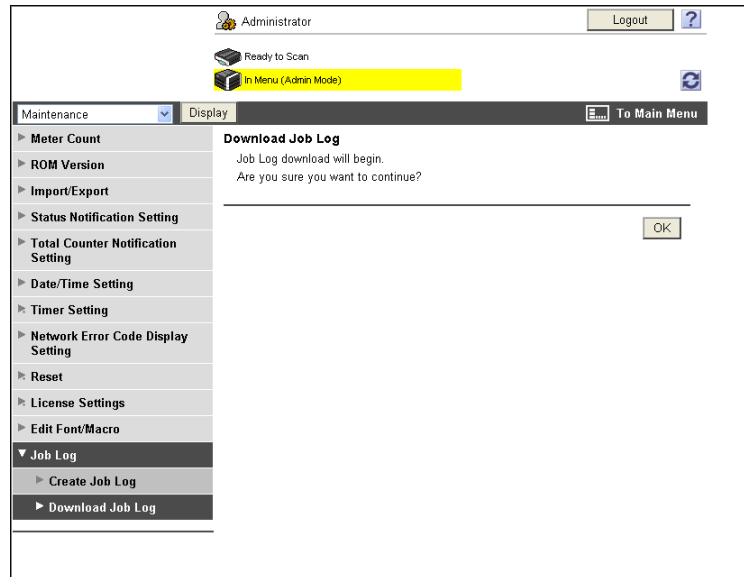 Administrator
Logout
?
Ready to Scan
In Menu (Admin Mode)
Maintenance
Display
To Main Menu
Meter Count
ROM Version
Import/Export
Status Notification Setting
Total Counter Notification
Setting
Date/Time Setting
Timer Setting
Network Error Code Display
Setting
Reset
License Settings
Edit Font/Macro
Job Log
Create Job Log
Download Job Log
Download Job Log
Job Log download will begin.
Are you sure you want to continue?
OK